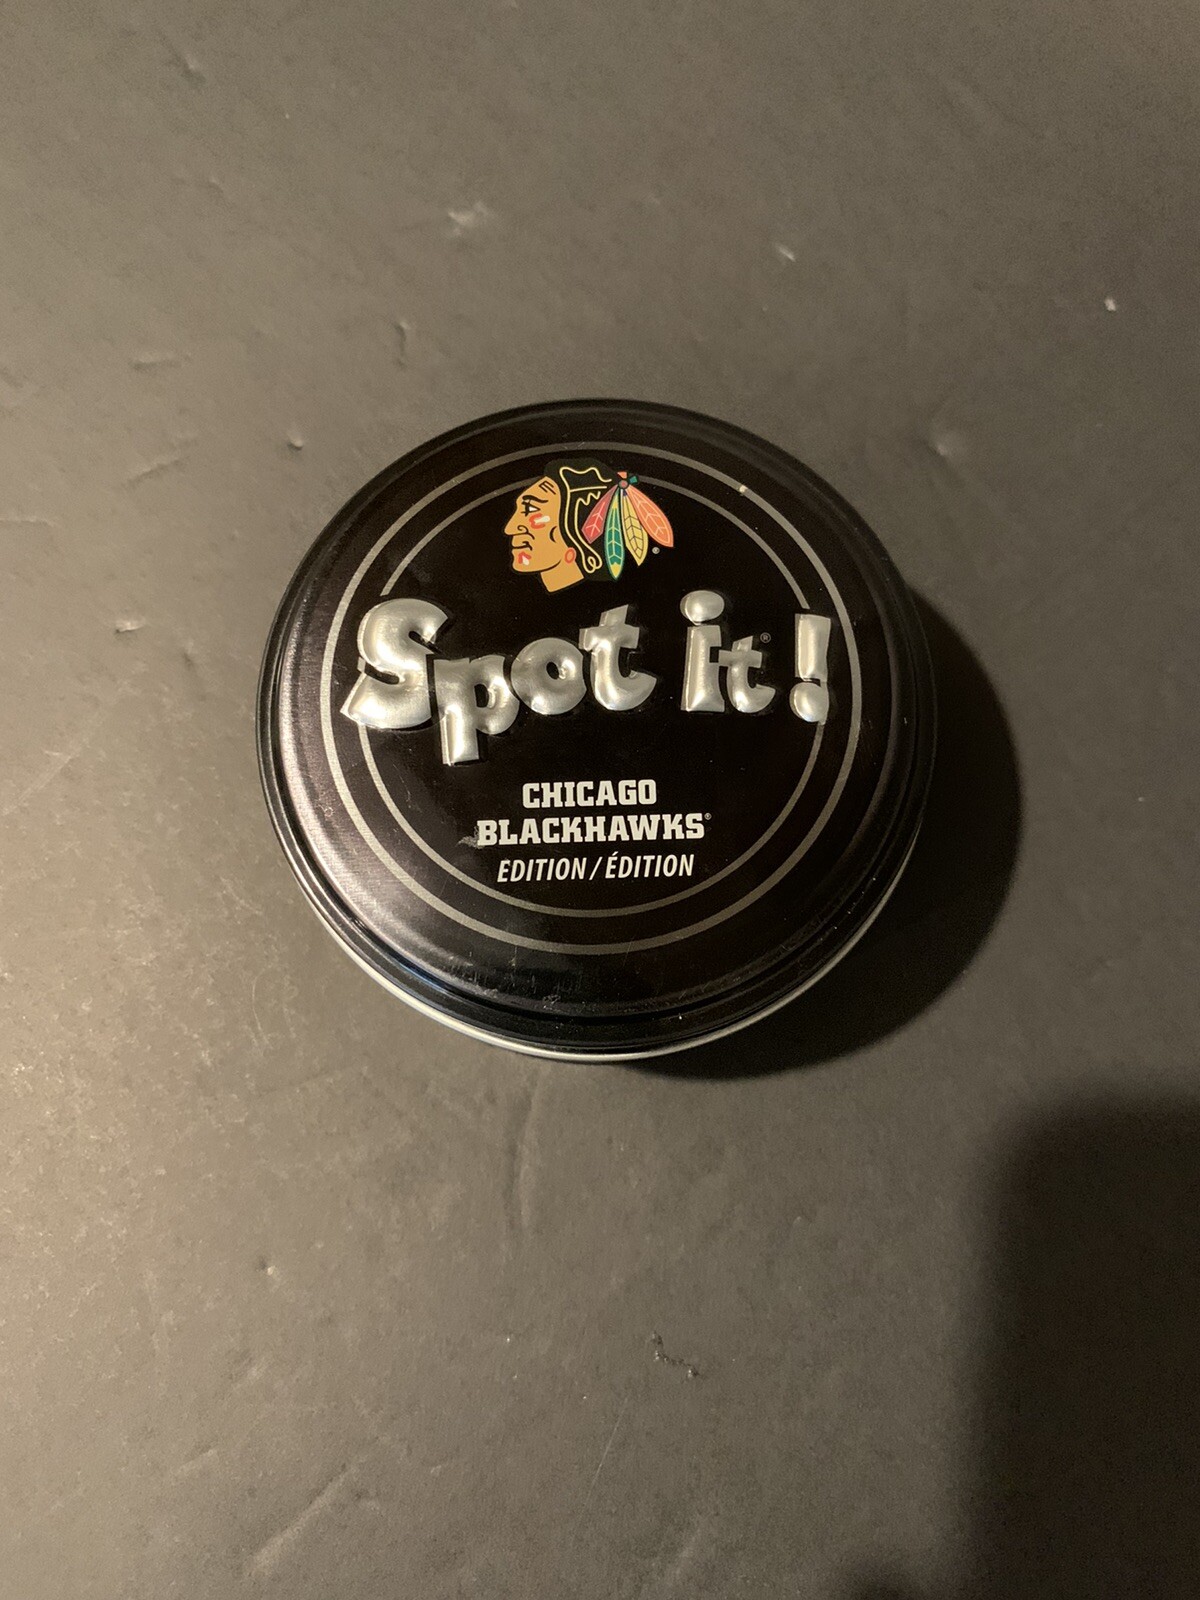 Spot it!®
CHICAGO
BLACKHAWKS®
EDITION / ÉDITION